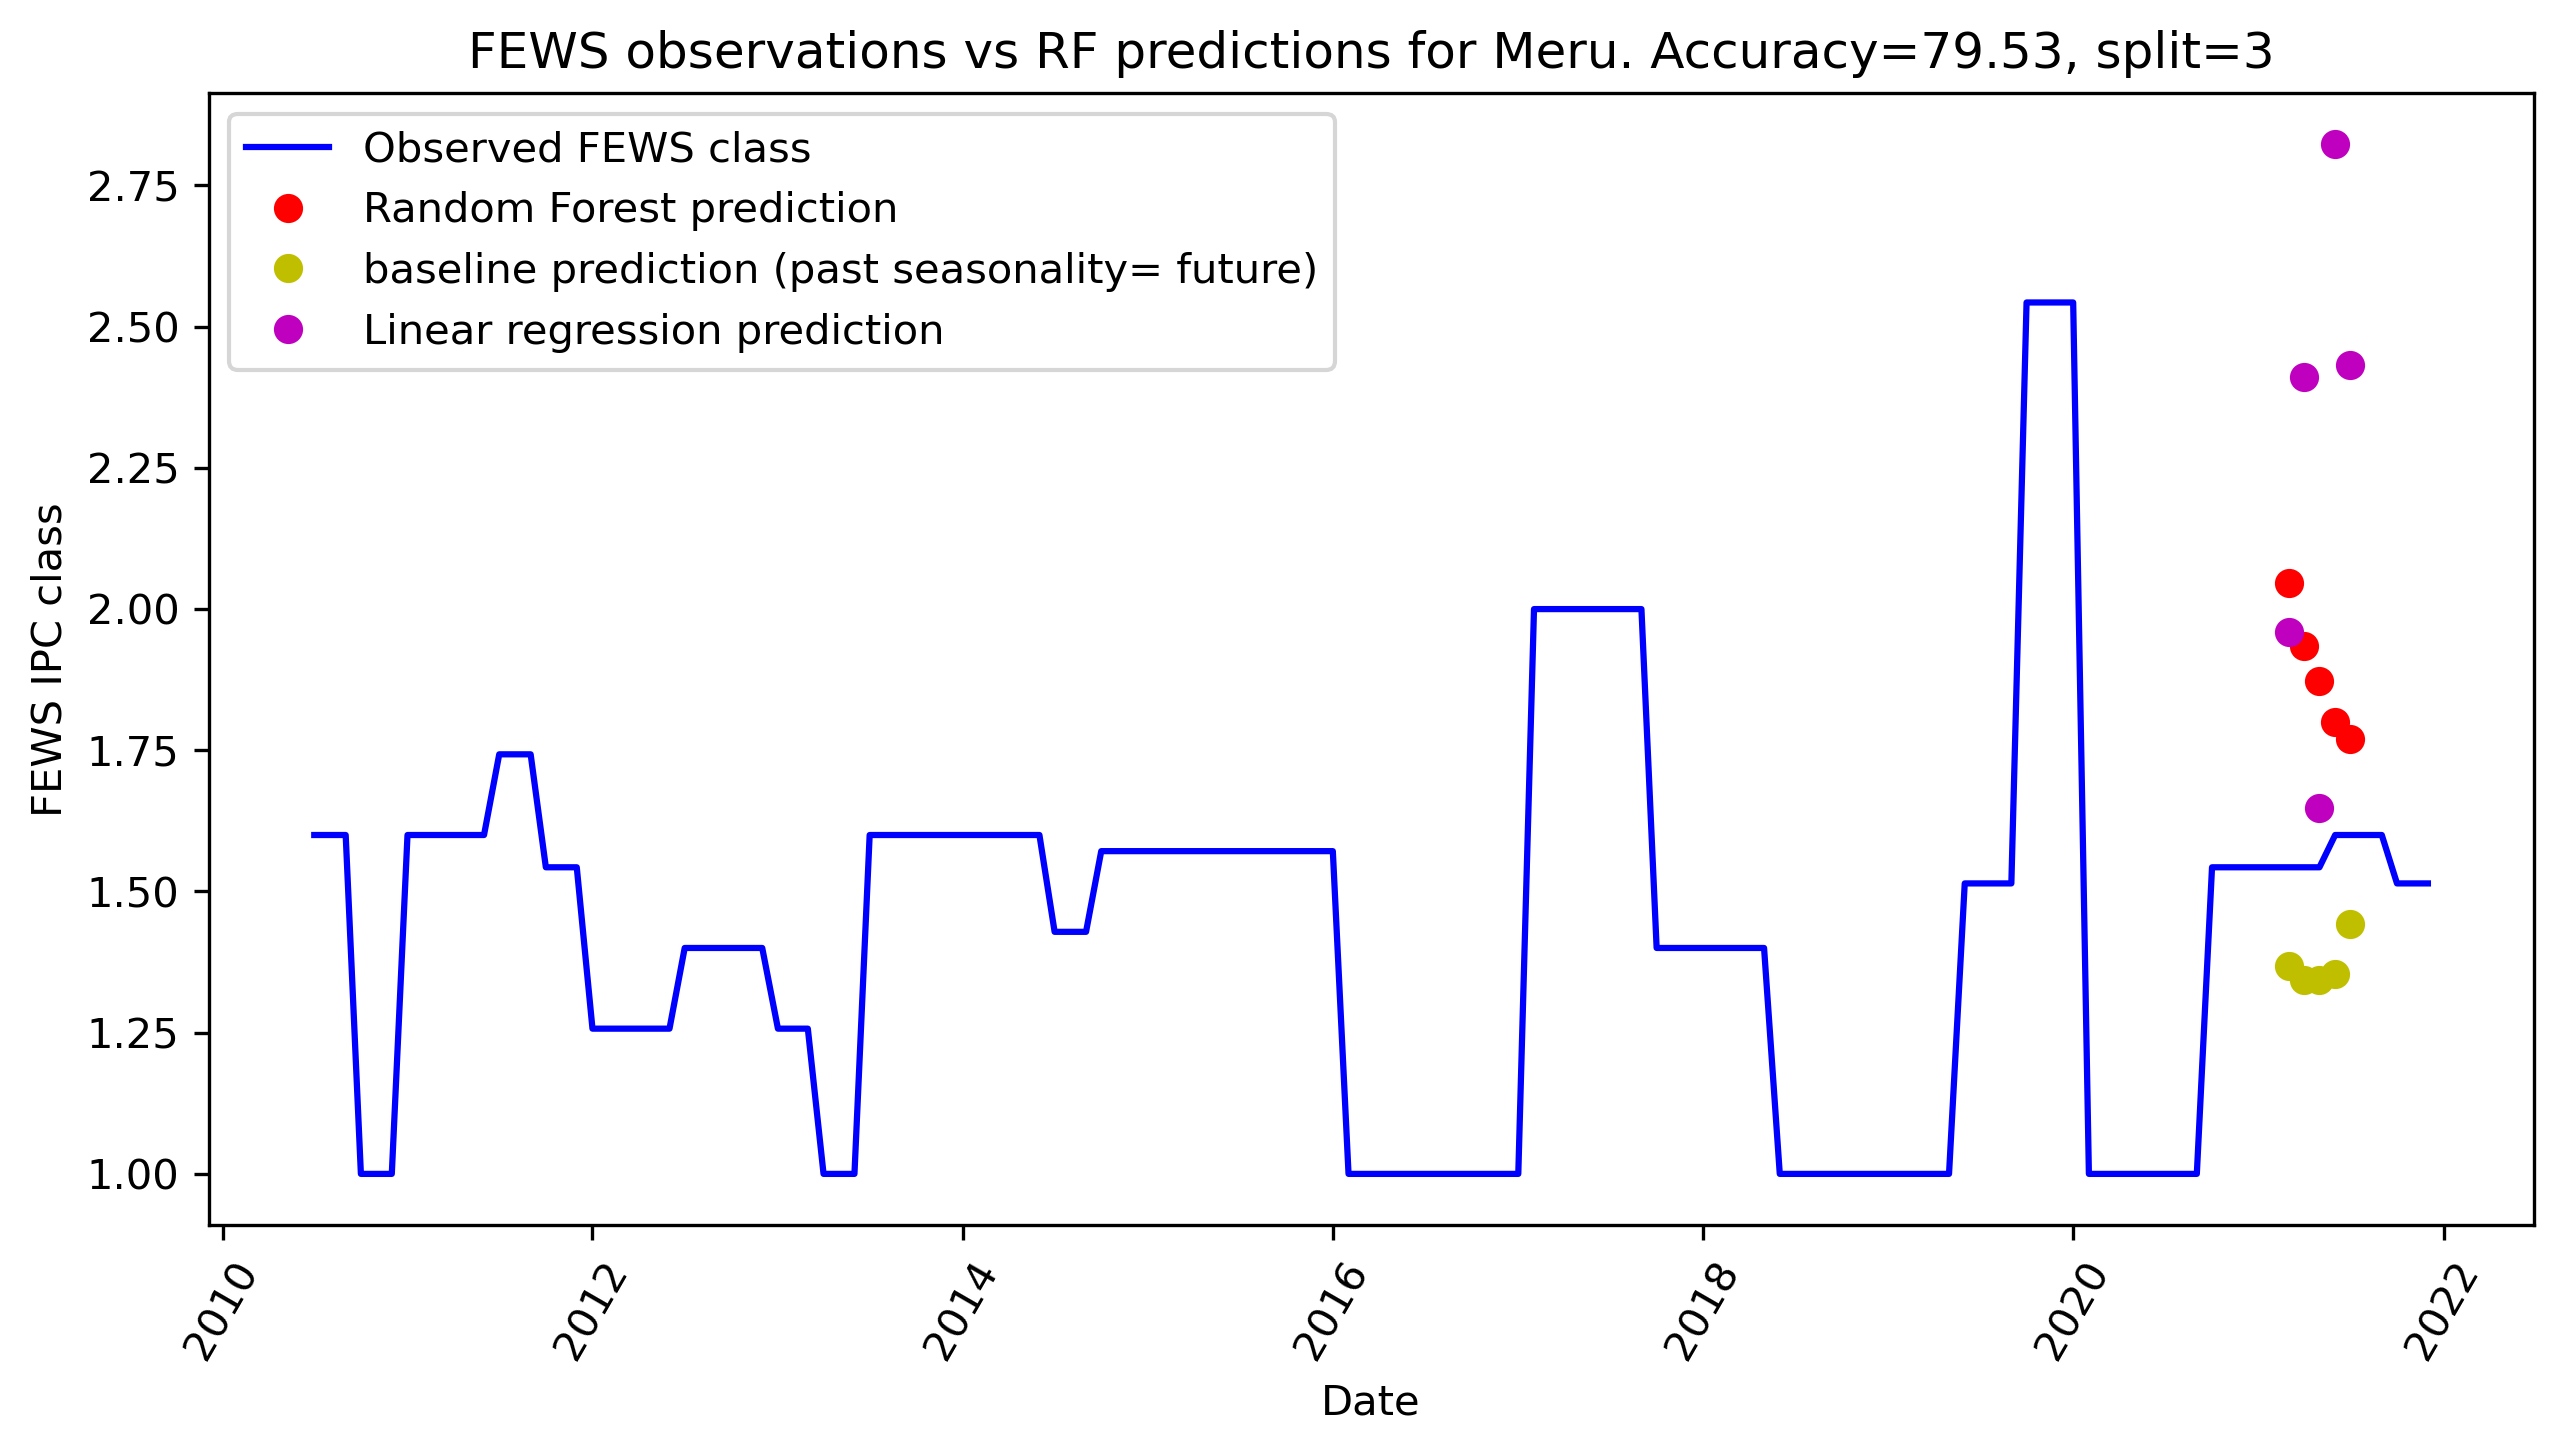 FEWS observations vs RF predictions for Meru. Accuracy=79.53, split=3
Observed FEWS class
Random Forest prediction
baseline prediction (past seasonality= future)
Linear regression prediction
2.75
2.50
2.25
2.00
1.75
1.50
1.25
1.00
FEWS IPC class
2010
2012
2014
2016
2018
2020
2022
Date